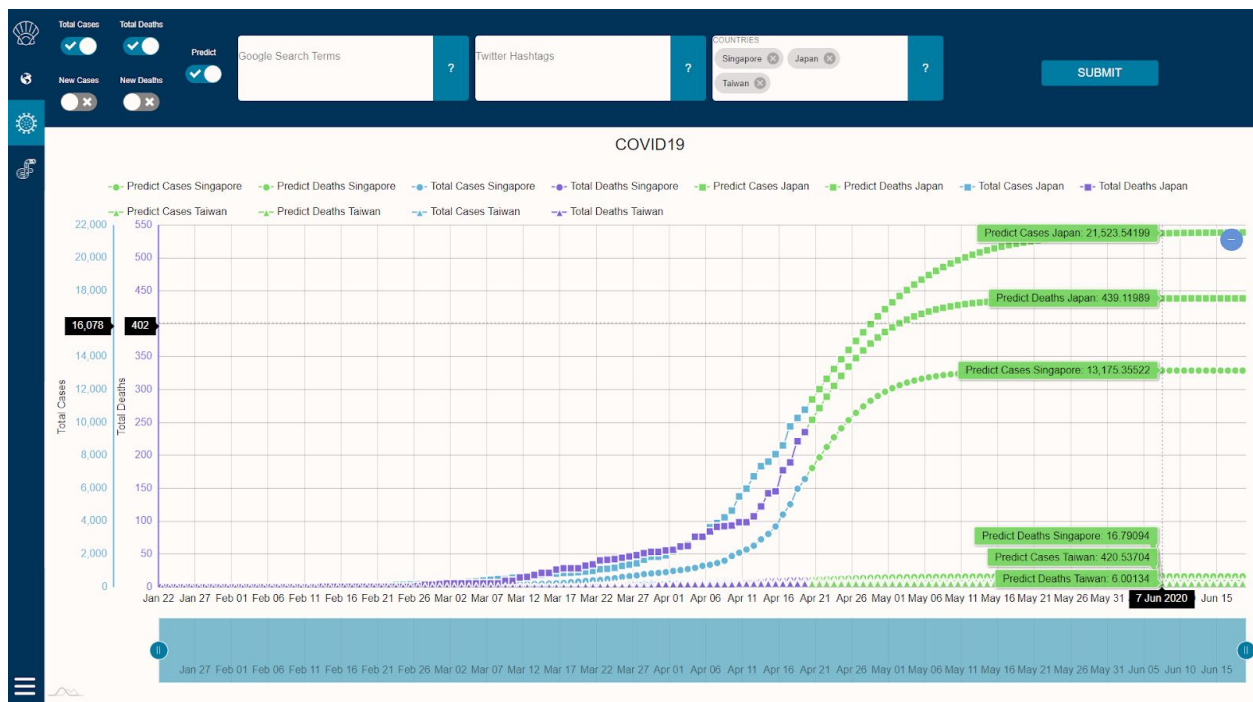 Total Cases Total Deaths
Predict
New Cases New Deaths
Google Search Terms ?
Twitter Hashtags ?
COUNTRIES
Singapore Japan
Taiwan
?
SUBMIT
COVID19
Predict Cases Singapore Predict Deaths Singapore Total Cases Singapore Total Deaths Singapore Predict Cases Japan Predict Deaths Japan Total Cases Japan Total Deaths Japan
Predict Cases Taiwan Predict Deaths Taiwan Total Cases Taiwan Total Deaths Taiwan
22,000 550
Predict Cases Japan: 21,523.54199
20,000 500
18,000 450
Predict Deaths Japan: 439.11989
16,078 402
14,000 350
Predict Cases Singapore: 13,175.35522
12,000 300
10,000 250
8,000 200
6,000 150
4,000 100
Predict Deaths Singapore: 16.79094
2,000 50
Predict Cases Taiwan: 420.53704
Predict Deaths Taiwan: 6.00134
0 0
Total Cases
Total Deaths
Jan 22 Jan 27 Feb 01 Feb 06 Feb 11 Feb 16 Feb 21 Feb 26 Mar 02 Mar 07 Mar 12 Mar 17 Mar 22 Mar 27 Apr 01 Apr 06 Apr 11 Apr 16 Apr 21 Apr 26 May 01 May 06 May 11 May 16 May 21 May 26 May 31 7 Jun 2020 Jun 15
Jan 27 Feb 01 Feb 06 Feb 11 Feb 16 Feb 21 Feb 26 Mar 02 Mar 07 Mar 12 Mar 17 Mar 22 Mar 27 Apr 01 Apr 06 Apr 11 Apr 16 Apr 21 Apr 26 May 01 May 06 May 11 May 16 May 21 May 26 May 31 Jun 05 Jun 10 Jun 15